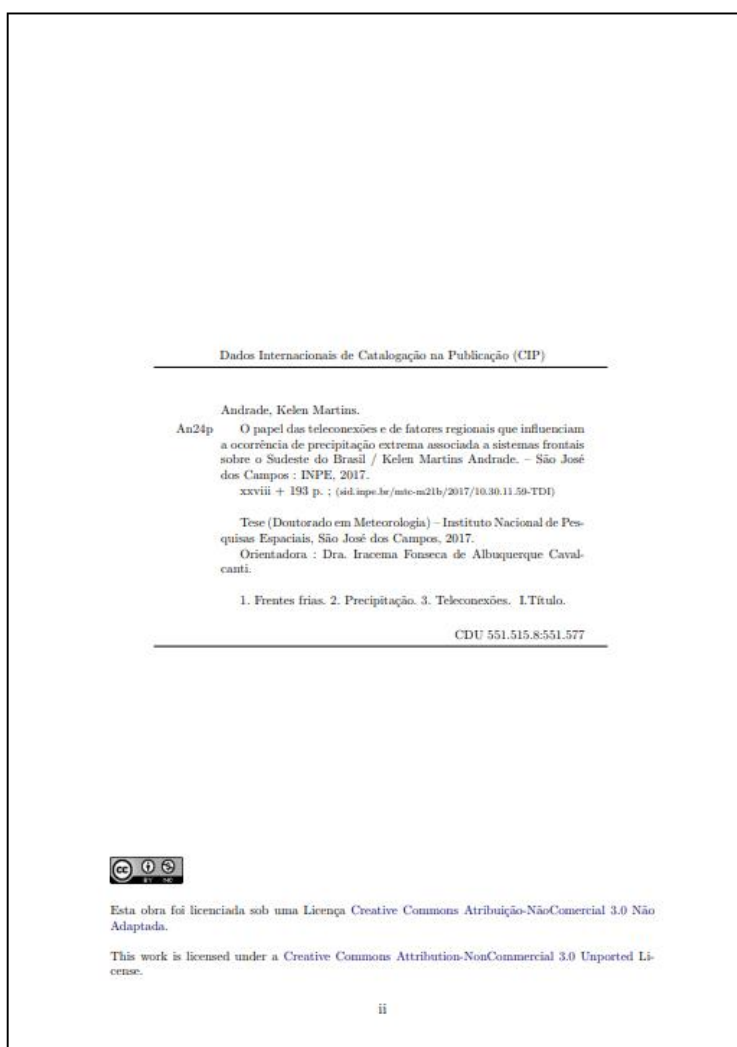 Dados Internacionais de Catalogação na Publicação (CIP)
Andrade, Kelen Martins.
An24p O papel das teleconexões e de fatores regionais que influenciam
a ocorrência de precipitação extrema associada a sistemas frontais
sobre o Sudeste do Brasil / Kelen Martins Andrade. – São José
dos Campos : INPE, 2017.
xxviii + 193 p. ; (sid.inpe.br/mtc-m21b/2017/10.30.11.59-TDI)
Tese (Doutorado em Meteorologia) – Instituto Nacional de Pes-
quisas Espaciais, São José dos Campos, 2017.
Orientadora : Dra. Iracema Fonseca de Albuquerque Caval-
canti.
1. Frentes frias. 2. Precipitação. 3. Teleconexões. I.Título.
CDU 551.515.8:551.577
cc
BY NC
Esta obra foi licenciada sob uma Licença Creative Commons Atribuição-NãoComercial 3.0 Não
Adaptada.
This work is licensed under a Creative Commons Attribution-NonCommercial 3.0 Unported Li-
cense.
ii